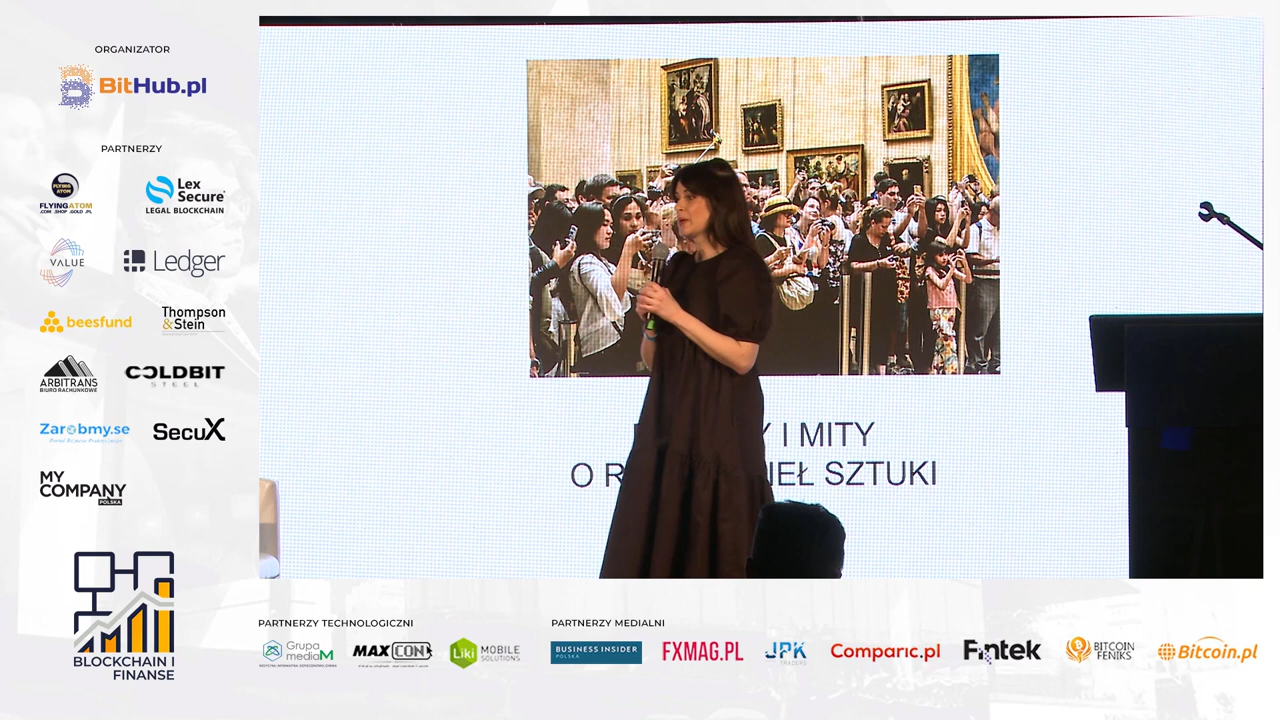 ORGANIZATOR
BitHub.pl
PARTNERZY
FLYING ATOM
FLYINGATOM
.COM .SHOP .GOLD .PL
Lex Secure
LEGAL BLOCKCHAIN
VALUE
Ledger
beesfund
Thompson & Stein
ARBITRANS
BIURO RACHUNKOWE
COLDBIT
STEEL
Zarobmy.se
SecuX
MY COMPANY
POLSKA
BLOCKCHAIN I
FINANSE
I MITY
O R IEŁ SZTUKI
PARTNERZY TECHNOLOGICZNI
Grupa mediaM
MAXCON
Liki MOBILE SOLUTIONS
PARTNERZY MEDIALNI
BUSINESS INSIDER
POLSKA
FXMAG.PL
JPK
TRADERS
Comparic.pl
Fintek
BITCOIN FENIKS
Bitcoin.pl